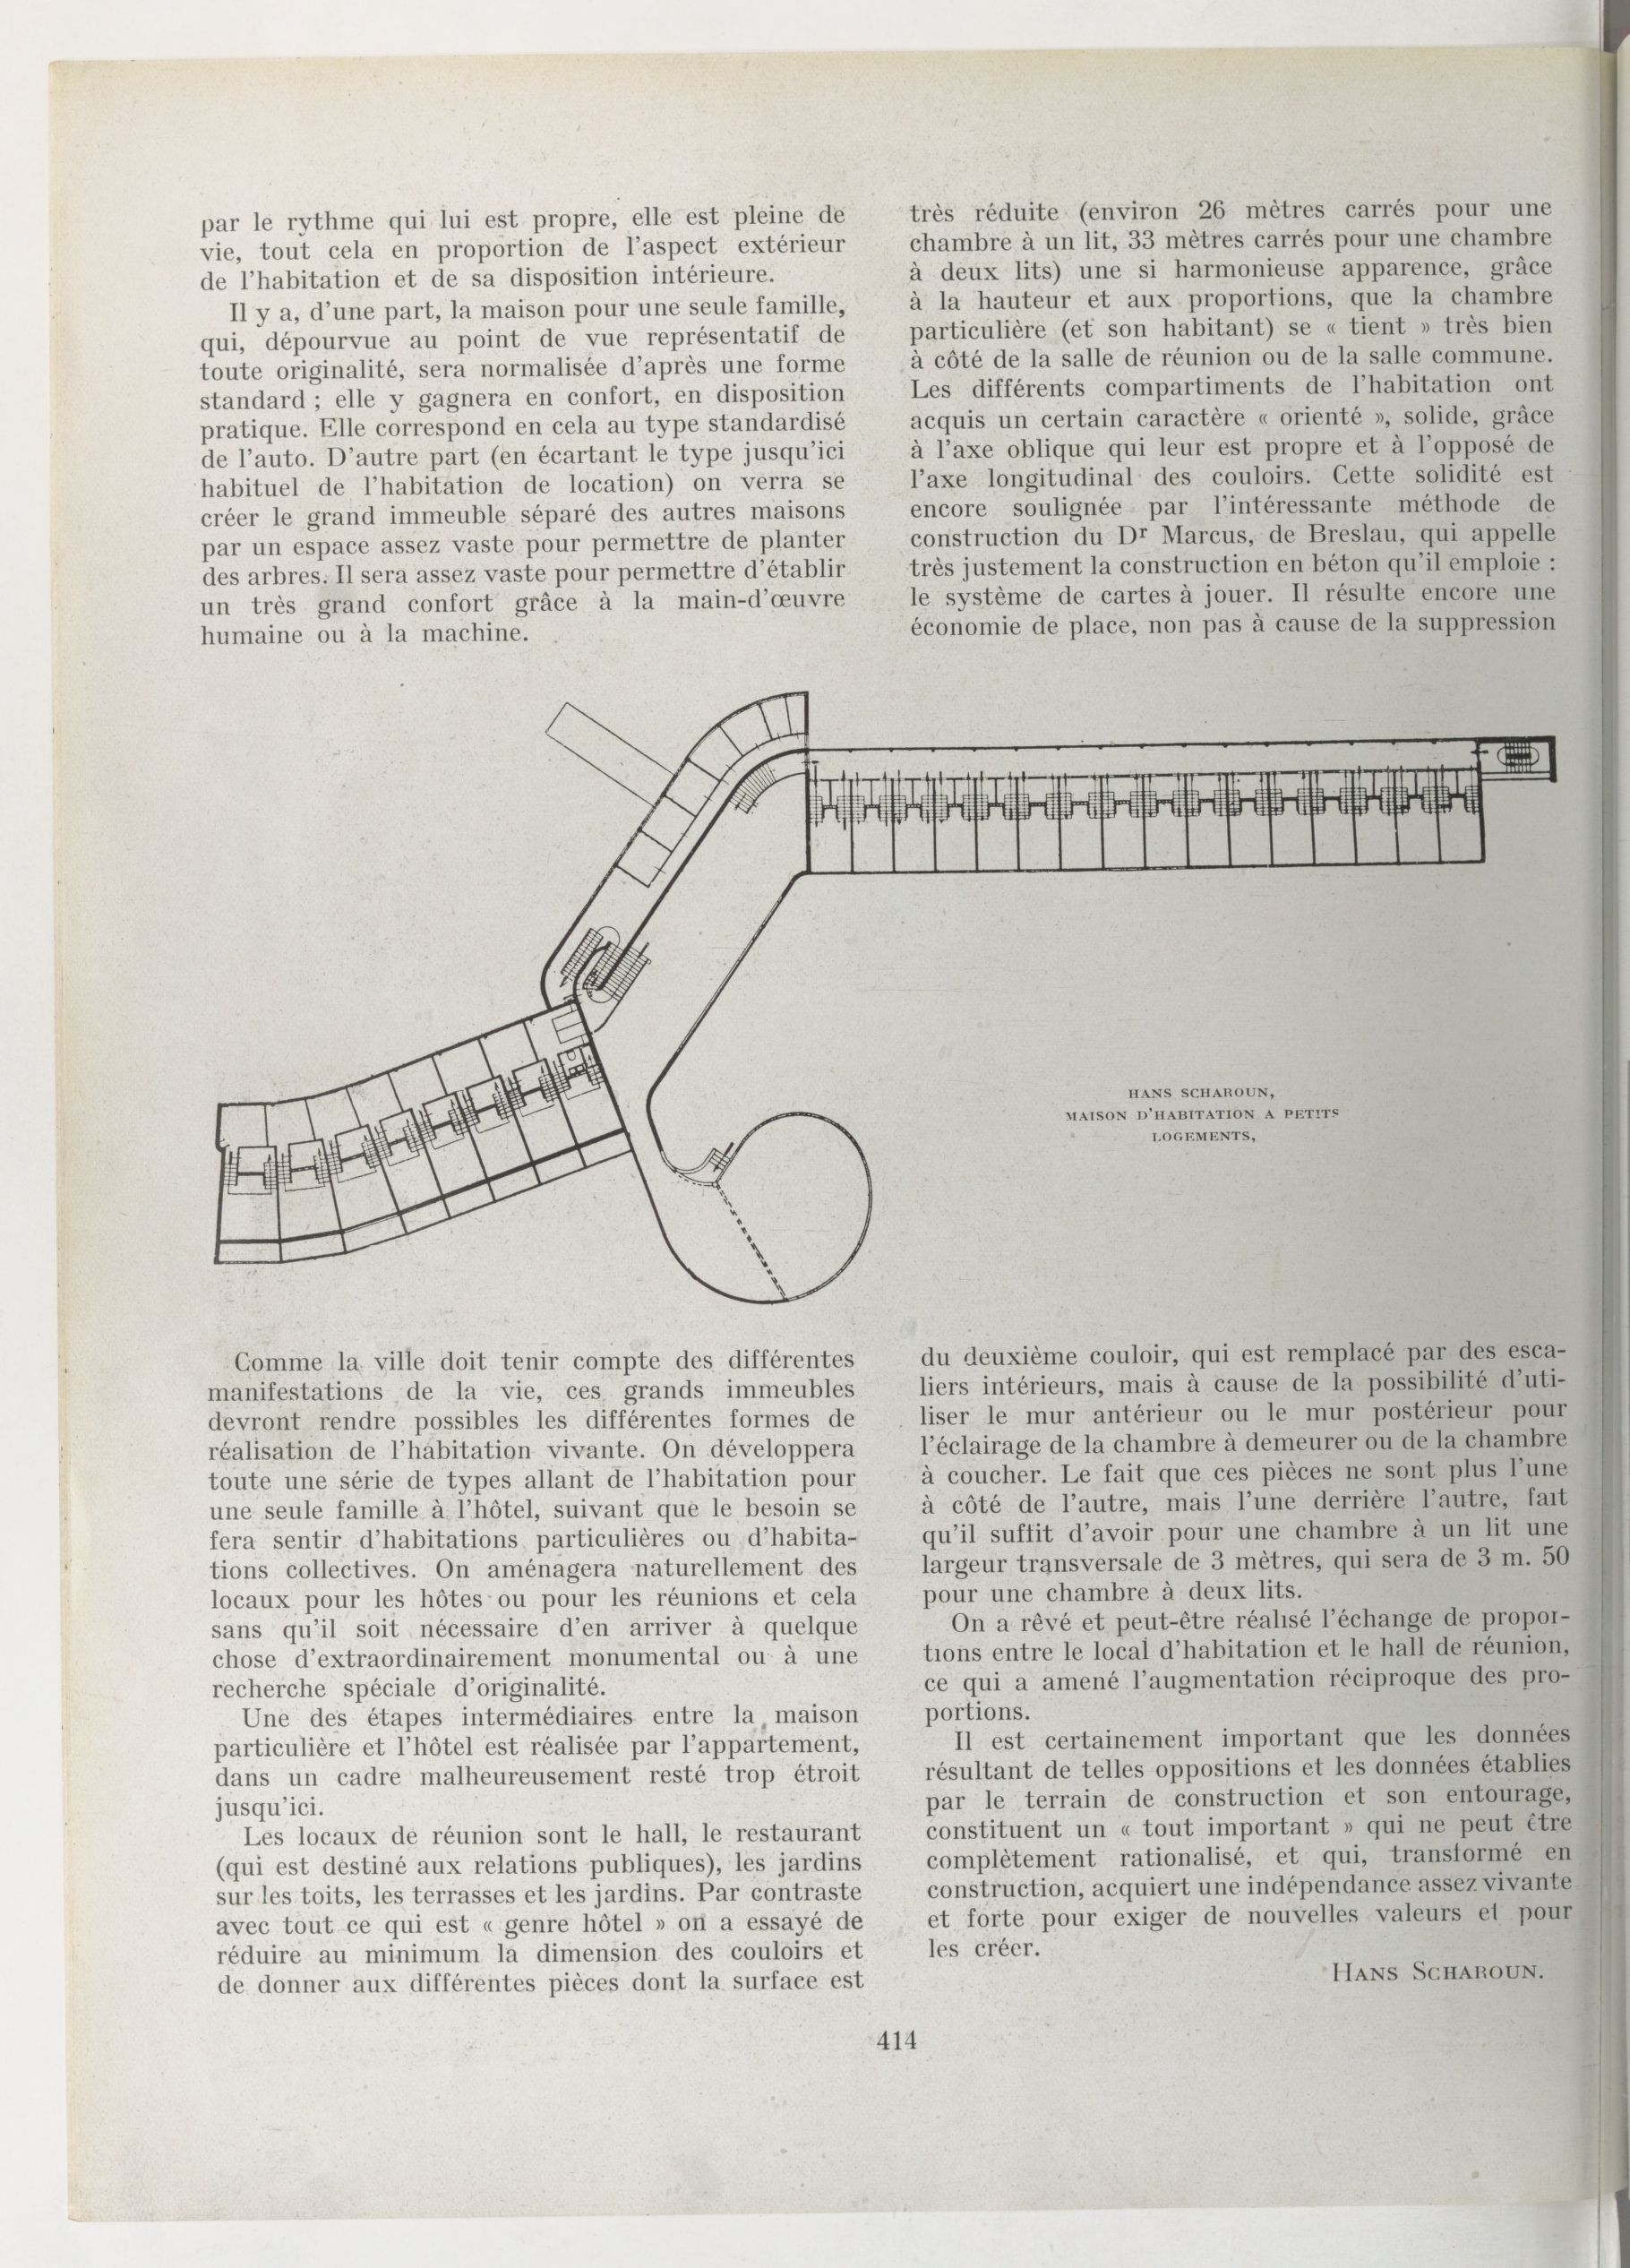 par le rythme qui lui est propre, elle est pleine de
vie, tout cela en proportion de l'aspect extérieur
de l'habitation et de sa disposition intérieure.
Il y a, d'une part, la maison pour une seule famille,
qui, dépourvue au point de vue représentatif de
toute originalité, sera normalisée d'après une forme
standard ; elle y gagnera en confort, en disposition
pratique. Elle correspond en cela au type standardisé
de l'auto. D'autre part (en écartant le type jusqu'ici
habituel de l'habitation de location) on verra se
créer le grand immeuble séparé des autres maisons
par un espace assez vaste pour permettre de planter
des arbres. Il sera assez vaste pour permettre d'établir
un très grand confort grâce à la main-d'œuvre
humaine ou à la machine.
très réduite (environ 26 mètres carrés pour une
chambre à un lit, 33 mètres carrés pour une chambre
à deux lits) une si harmonieuse apparence, grâce
à la hauteur et aux proportions, que la chambre
particulière (et son habitant) se « tient » très bien
à côté de la salle de réunion ou de la salle commune.
Les différents compartiments de l'habitation ont
acquis un certain caractère « orienté », solide, grâce
à l'axe oblique qui leur est propre et à l'opposé de
l'axe longitudinal des couloirs. Cette solidité est
encore soulignée par l'intéressante méthode de
construction du Dr Marcus, de Breslau, qui appelle
très justement la construction en béton qu'il emploie :
le système de cartes à jouer. Il résulte encore une
économie de place, non pas à cause de la suppression
HANS SCHAROUN,
MAISON D'HABITATION A PETITS
LOGEMENTS,
Comme la ville doit tenir compte des différentes
manifestations de la vie, ces grands immeubles
devront rendre possibles les différentes formes de
réalisation de l'habitation vivante. On développera
toute une série de types allant de l'habitation pour
une seule famille à l'hôtel, suivant que le besoin se
fera sentir d'habitations particulières ou d'habita-
tions collectives. On aménagera naturellement des
locaux pour les hôtes ou pour les réunions et cela
sans qu'il soit nécessaire d'en arriver à quelque
chose d'extraordinairement monumental ou à une
recherche spéciale d'originalité.
Une des étapes intermédiaires entre la maison
particulière et l'hôtel est réalisée par l'appartement,
dans un cadre malheureusement resté trop étroit
jusqu'ici.
Les locaux de réunion sont le hall, le restaurant
(qui est destiné aux relations publiques), les jardins
sur les toits, les terrasses et les jardins. Par contraste
avec tout ce qui est « genre hôtel » on a essayé de
réduire au minimum la dimension des couloirs et
de donner aux différentes pièces dont la surface est
du deuxième couloir, qui est remplacé par des esca-
liers intérieurs, mais à cause de la possibilité d'uti-
liser le mur antérieur ou le mur postérieur pour
l'éclairage de la chambre à demeurer ou de la chambre
à coucher. Le fait que ces pièces ne sont plus l'une
à côté de l'autre, mais l'une derrière l'autre, fait
qu'il suffit d'avoir pour une chambre à un lit une
largeur transversale de 3 mètres, qui sera de 3 m. 50
pour une chambre à deux lits.
On a rêvé et peut-être réalisé l'échange de propor-
tions entre le local d'habitation et le hall de réunion,
ce qui a amené l'augmentation réciproque des pro-
portions.
Il est certainement important que les données
résultant de telles oppositions et les données établies
par le terrain de construction et son entourage,
constituent un « tout important » qui ne peut être
complètement rationalisé, et qui, transformé en
construction, acquiert une indépendance assez vivante
et forte pour exiger de nouvelles valeurs et pour
les créer.
HANS SCHAROUN.
414